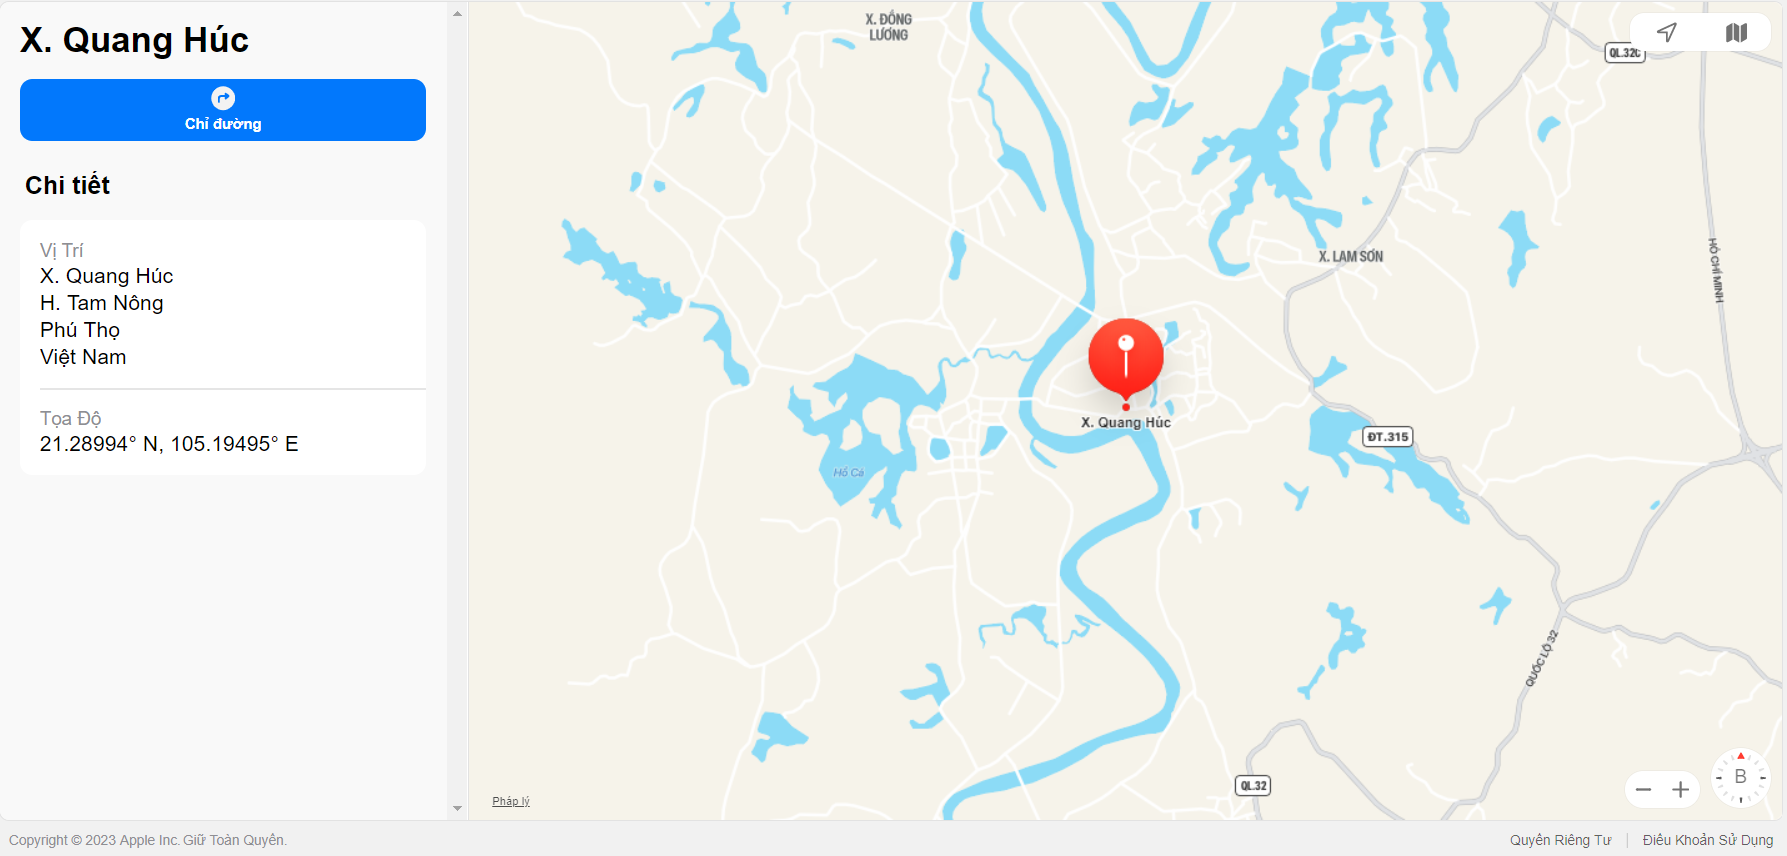 X. Quang Húc
Chỉ đường
Chi tiết
Vị Trí
X. Quang Húc
H. Tam Nông
Phú Thọ
Việt Nam
Tọa Độ
21.28994° N, 105.19495° E
X. ĐỒNG
LƯƠNG
QL.32C
X. LAM SƠN
HỒ CHÍ MINH
X. Quang Húc
ĐT.315
Hồ Cả
QUỐC LỘ 32
QL.32
B
Pháp lý
Copyright © 2023 Apple Inc. Giữ Toàn Quyền.
Quyền Riêng Tư
Điều Khoản Sử Dụng